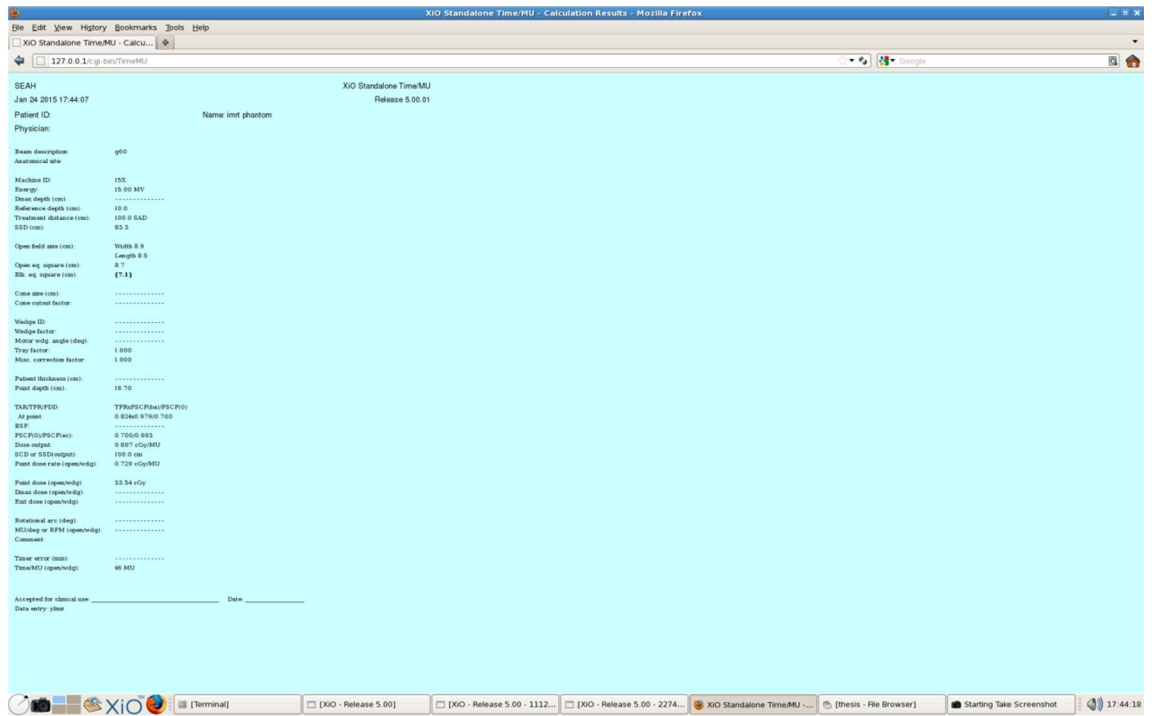 XiO Standalone Time/MU - Calculation Results - Mozilla Firefox
File Edit View History Bookmarks Tools Help
XiO Standalone Time/MU - Calcu...
127.0.0.1/cgi-bin/TimeMU
Google
SEAH XiO Standalone Time/MU
Jan 24 2015 17:44:07 Release 5.00.01
Patient ID: Name: imrt phantom
Physician:
Beam description: g60
Anatomical site:
Machine ID: 15X
Energy: 15.00 MV
Dmax depth (cm): --------------
Reference depth (cm): 10.0
Treatment distance (cm): 100.0 SAD
SSD (cm): 83.3
Open field size (cm): Width 8.9
Length 8.5
Open eq. square (cm): 8.7
Blk. eq. square (cm): (7.1)
Cone size (cm): --------------
Cone cutout factor: --------------
Wedge ID: --------------
Wedge factor: --------------
Motor wdg. angle (deg): --------------
Tray factor: 1.000
Misc. correction factor: 1.000
Patient thickness (cm): --------------
Point depth (cm): 16.70
TAR/TPR/PDD: TPRxPSCF(bs)/PSCF(0)
At point: 0.824x0.979/0.700
BSF: --------------
PSCF(0)/PSCF(ec): 0.700/0.993
Dose output: 0.897 cGy/MU
SCD or SSD(output): 100.0 cm
Point dose rate (open/wdg): 0.729 cGy/MU
Point dose (open/wdg): 33.54 cGy
Dmax dose (open/wdg): --------------
Exit dose (open/wdg): --------------
Rotational arc (deg): --------------
MU/deg or RPM (open/wdg): --------------
Comment:
Timer error (min): --------------
Time/MU (open/wdg): 46 MU
Accepted for clinical use: Date:
Data entry:
XiO [Terminal] [XiO - Release 5.00] [XiO - Release 5.00 - 1112... [XiO - Release 5.00 - 2274... XiO Standalone Time/MU -... [thesis - File Browser] Starting Take Screenshot 17:44:18